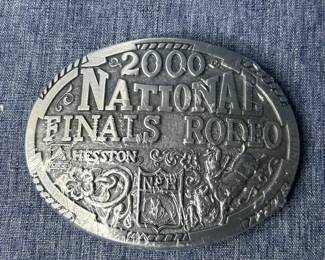 2000
NATIONAL
FINALS RODEO
HESSTON
NFR